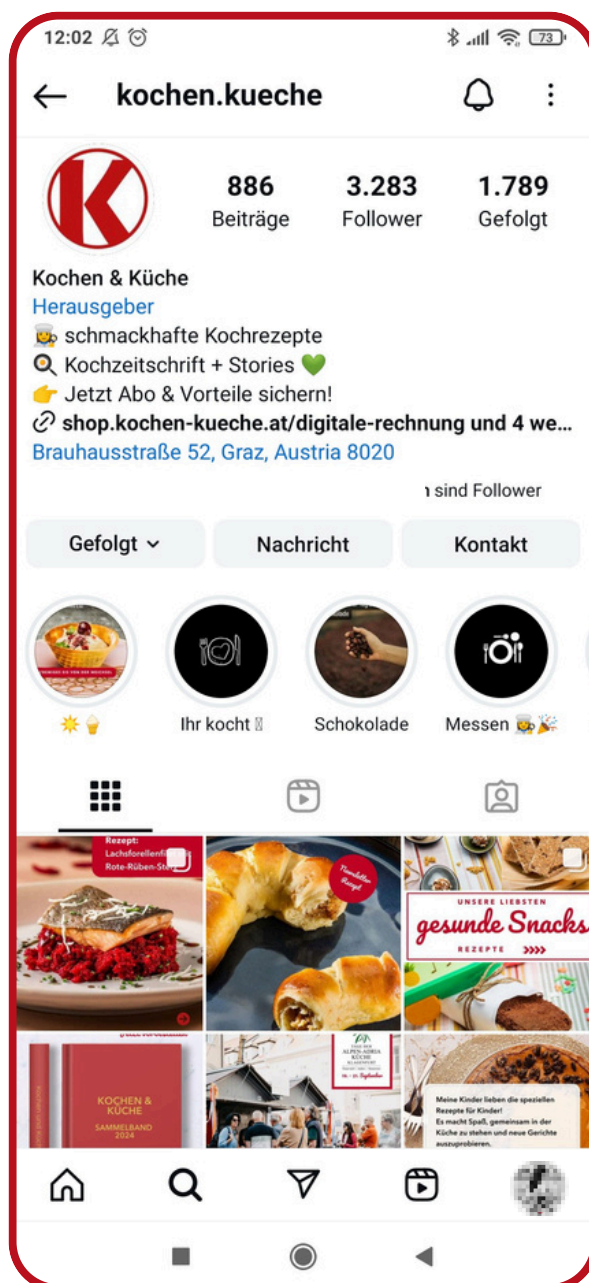 12:02
73
kochen.kueche
K
886
3.283
1.789
Beiträge
Follower
Gefolgt
Kochen & Küche
Herausgeber
👩‍🍳 schmackhafte Kochrezepte
🍳 Kochzeitschrift + Stories 💚
👉 Jetzt Abo & Vorteile sichern!
shop.kochen-kueche.at/digitale-rechnung und 4 we...
Brauhausstraße 52, Graz, Austria 8020
sind Follower
Gefolgt
Nachricht
Kontakt
☀️🍦
Ihr kocht
Schokolade
Messen 👩‍🍳🎉
Rezept:
Rote-Rüben-
Newsletter
Rezept
UNSERE LIEBSTEN
gesunde Snacks
REZEPTE >>>>
KOCHEN &
KÜCHE
SAMMELBAND
2024
ALPEN-ADRIA
KÜCHE
KLAGENFURT
September
Meine Kinder lieben die speziellen
Rezepte für Kinder!
Es macht Spaß, gemeinsam in der
Küche zu stehen und neue Gerichte
auszuprobieren.